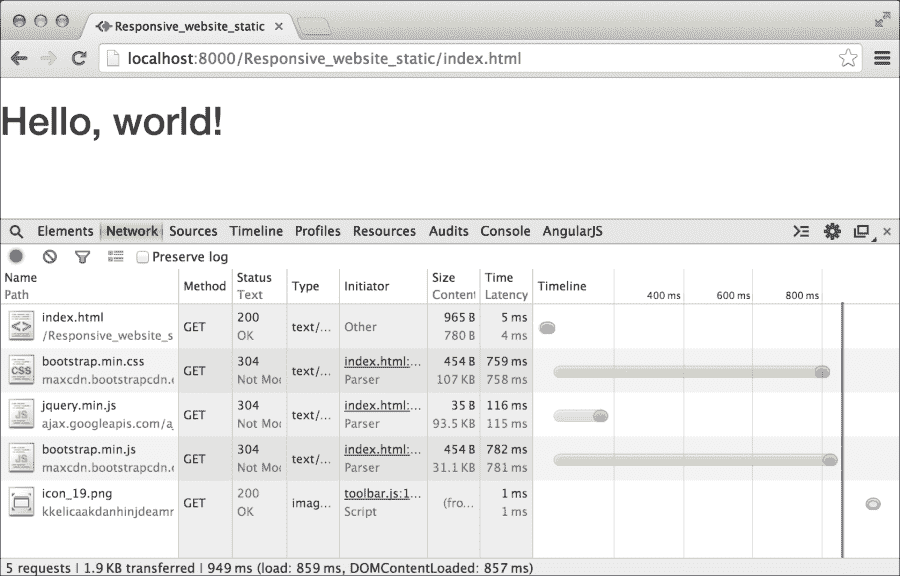 Responsive_website_static
localhost:8000/Responsive_website_static/index.html
Hello, world!
Elements Network Sources Timeline Profiles Resources Audits Console AngularJS
Preserve log
Name Path Method Status Text Type Initiator Size Content Time Latency Timeline 400 ms 600 ms 800 ms
index.html GET 200 text/... Other 965 B 5 ms
/Responsive_website_s OK 780 B 4 ms
bootstrap.min.css GET 304 text/... index.html:... 454 B 759 ms
maxcdn.bootstrapcdn.c Not Mod Parser 107 KB 758 ms
jquery.min.js GET 304 text/... index.html:... 35 B 116 ms
ajax.googleapis.com/a Not Mod Parser 93.5 KB 115 ms
bootstrap.min.js GET 304 text/... index.html:... 454 B 782 ms
maxcdn.bootstrapcdn.c Not Mod Parser 31.1 KB 781 ms
icon_19.png GET 200 imag... toolbar.js:1... (fro... 1 ms
kkelicaakdanhinjdeamr OK Script 1 ms
5 requests | 1.9 KB transferred | 949 ms (load: 859 ms, DOMContentLoaded: 857 ms)